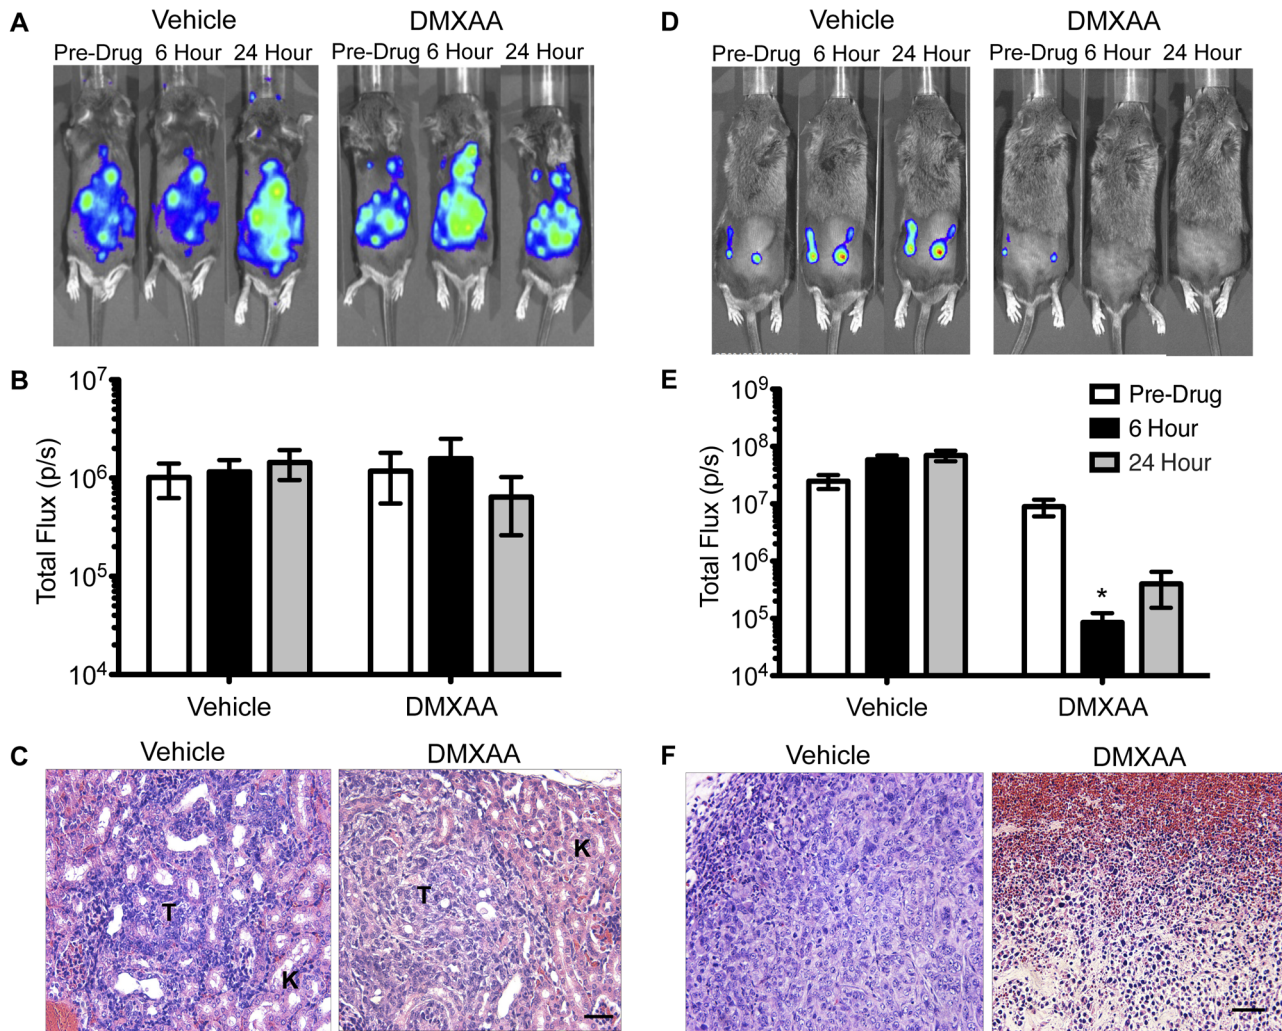 A
Vehicle
DMXAA
Pre-Drug 6 Hour 24 Hour
Pre-Drug 6 Hour 24 Hour
B
Total Flux (p/s)
10^7
10^6
10^5
10^4
Vehicle
DMXAA
C
Vehicle
DMXAA
T
K
T
K
D
Vehicle
DMXAA
Pre-Drug 6 Hour 24 Hour
Pre-Drug 6 Hour 24 Hour
E
Total Flux (p/s)
10^9
10^8
10^7
10^6
10^5
10^4
*
Pre-Drug
6 Hour
24 Hour
Vehicle
DMXAA
F
Vehicle
DMXAA